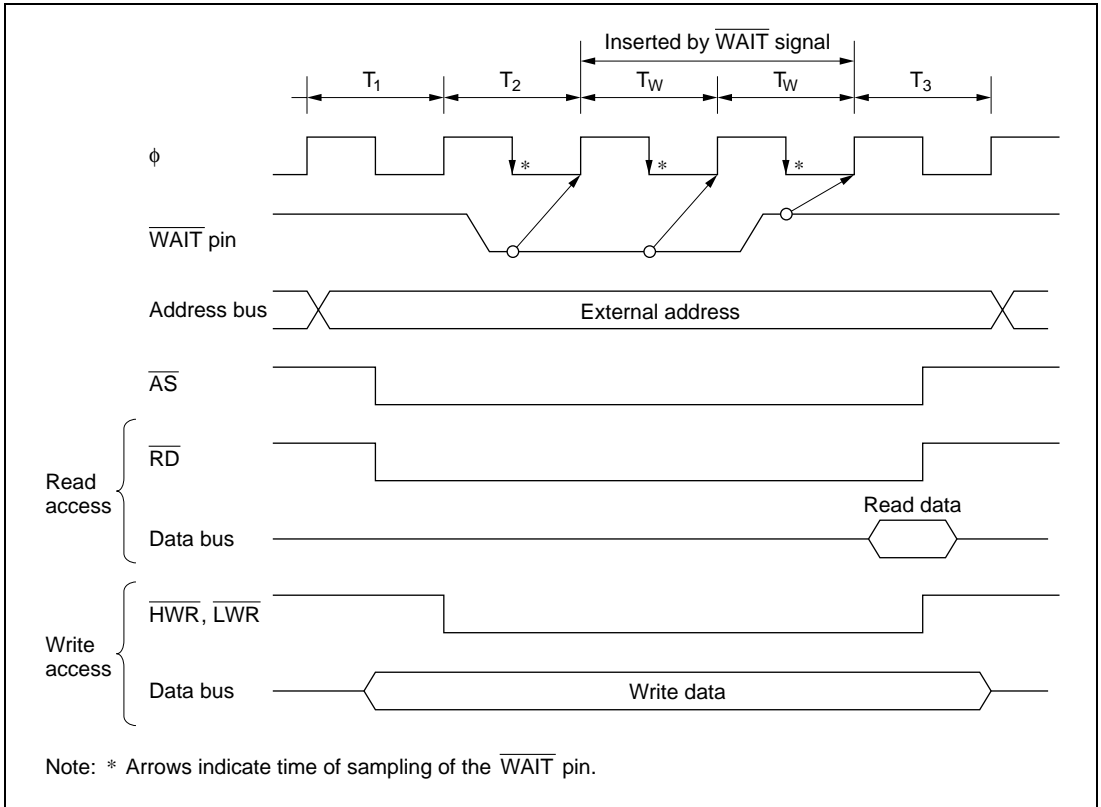 Inserted by WAIT signal
T1 T2 TW TW T3
ϕ * * *
WAIT pin
Address bus External address
AS
Read access
RD
Read data
Data bus
Write access
HWR, LWR
Data bus Write data
Note: * Arrows indicate time of sampling of the WAIT pin.